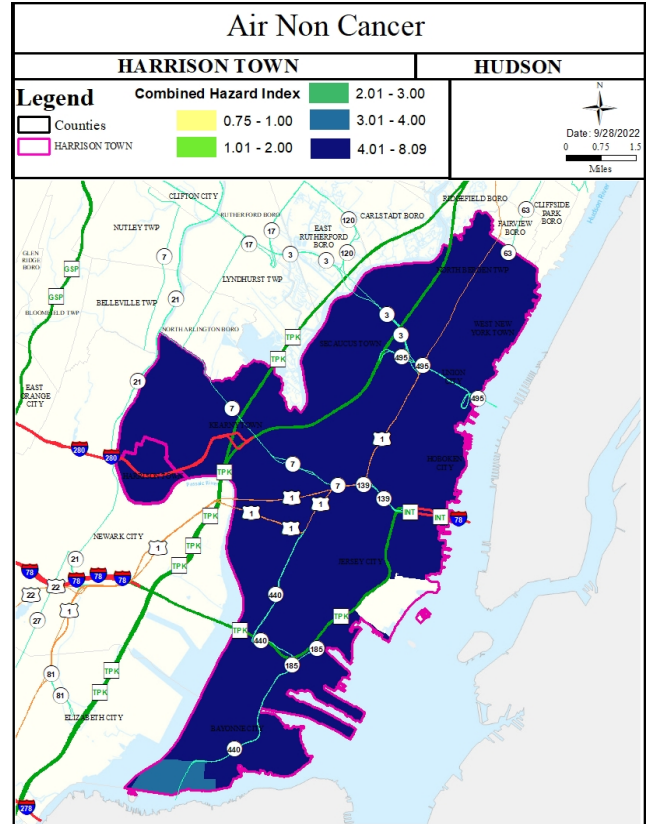 Air Non Cancer
HARRISON TOWN
HUDSON
Legend
Counties
HARRISON TOWN
Combined Hazard Index
0.75 - 1.00
1.01 - 2.00
2.01 - 3.00
3.01 - 4.00
4.01 - 8.09
N
Date: 9/28/2022
0 0.75 1.5
Miles
CLIFTON CITY
RUTHERFORD BORO
CARLSTADT BORO
RIDGEFIELD BORO
CLIFFSIDE
PARK
BORO
FAIRVIEW
BORO
Hudson River
63
63
120
120
NUTLEY TWP
17
17
EAST
RUTHERFORD
BORO
3
3
7
GLEN
RIDGE
BORO
GSP
GSP
LYNDHURST TWP
NORTH BERGEN TWP
BELLEVILLE TWP
21
BLOOMFIELD TWP
NORTH ARLINGTON BORO
3
3
WEST NEW
YORK TOWN
SECAUCUS TOWN
TPK
TPK
495
495
495
UNION
EAST
ORANGE
CITY
21
7
KEARNY TOWN
1
280
280
HOBOKEN
CITY
7
TPK
7
139
139
1
1
1
1
INT
INT
78
TPK
NEWARK CITY
1
TPK
TPK
21
JERSEY CITY
78
78
78
78
22
22
1
27
440
TPK
TPK
440
185
185
81
81
TPK
TPK
ELIZABETH CITY
BAYONNE CITY
440
278